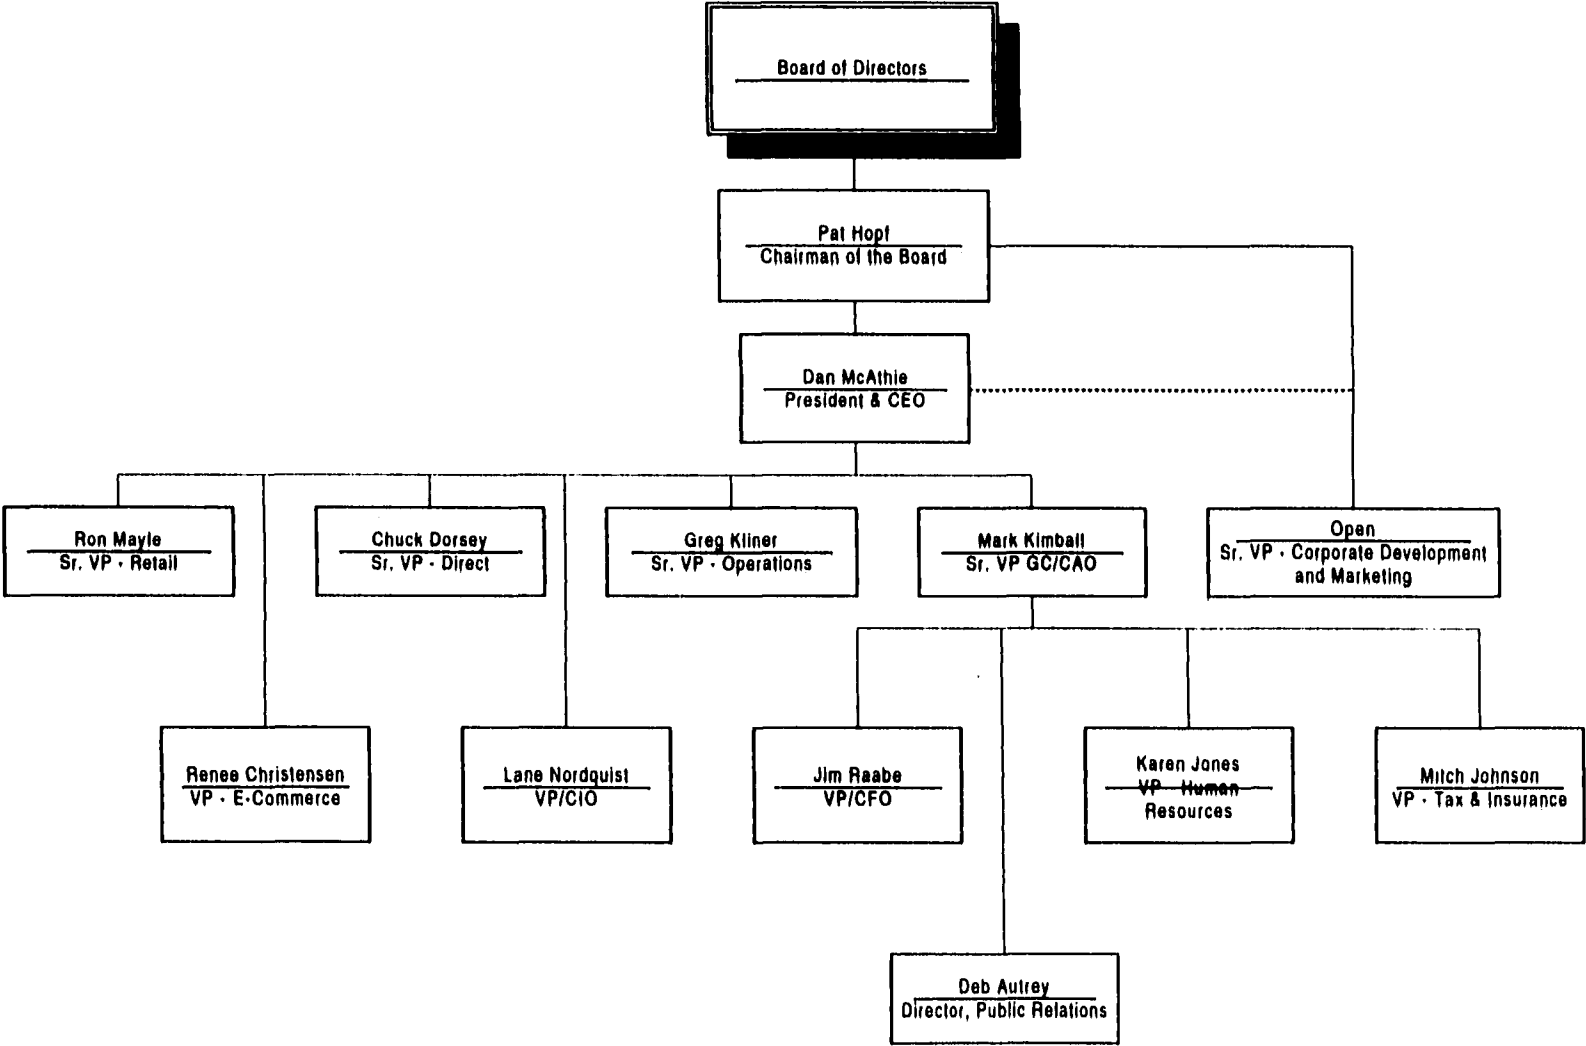 Board of Directors
Pat Hopf
Chairman of the Board
Dan McAthie
President & CEO
Ron Mayle
Sr. VP - Retail
Chuck Dorsey
Sr. VP - Direct
Greg Kliner
Sr. VP - Operations
Mark Kimball
Sr. VP GC/CAO
Open
Sr. VP - Corporate Development
and Marketing
Renee Christensen
VP - E-Commerce
Lane Nordquist
VP/CIO
Jim Raabe
VP/CFO
Karen Jones
VP - Human
Resources
Mitch Johnson
VP - Tax & Insurance
Deb Autrey
Director, Public Relations